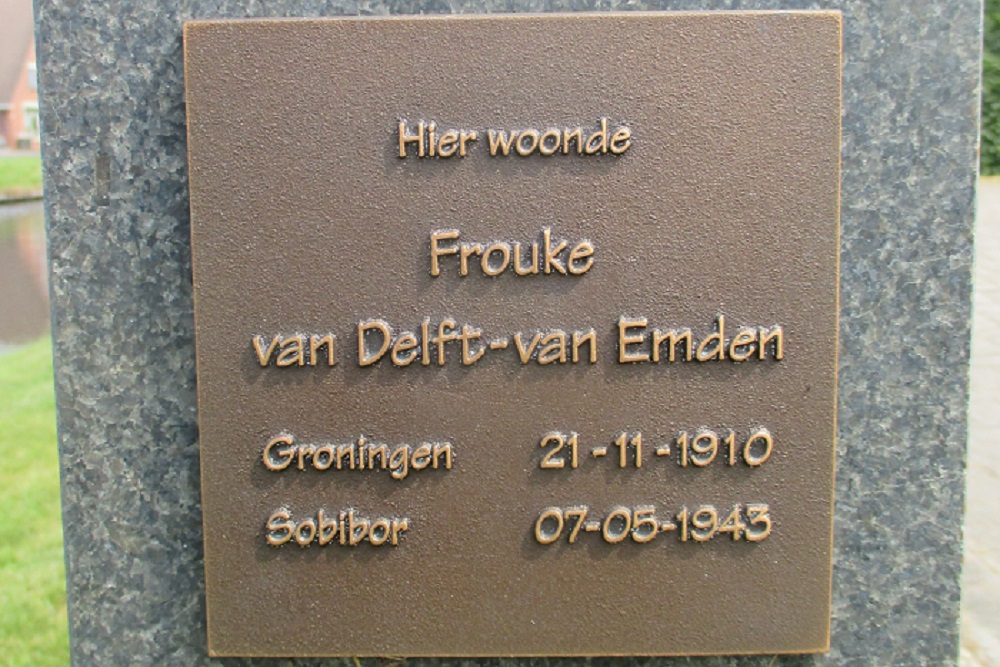 Hier woonde
Frouke
van Delft-van Emden
Groningen 21-11-1910
Sobibor 07-05-1943